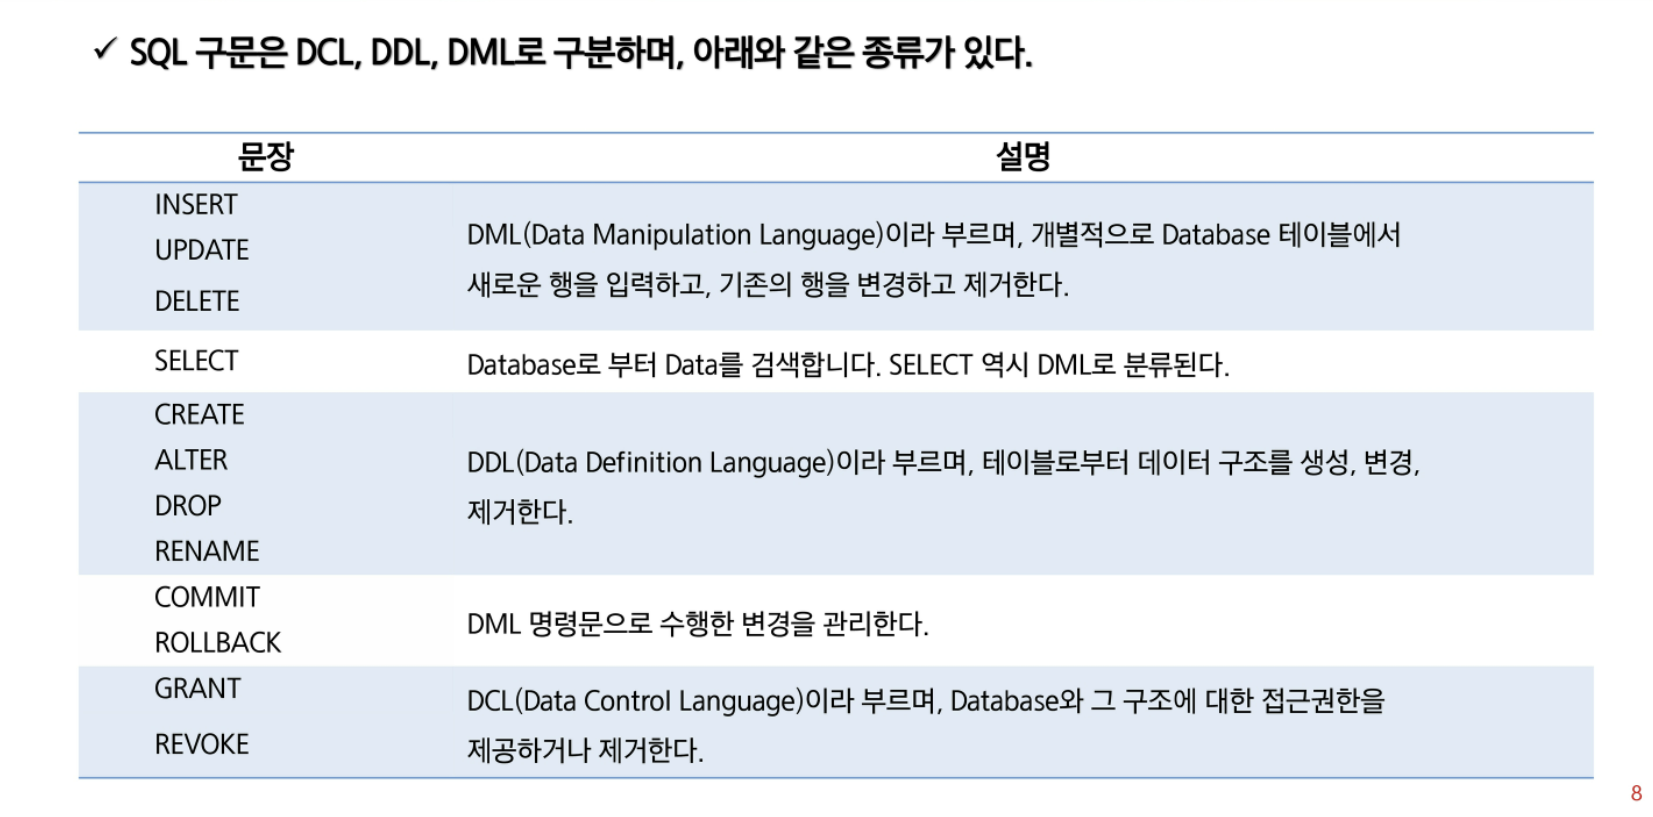 ✓ SQL 구문은 DCL, DDL, DML로 구분하며, 아래와 같은 종류가 있다.
문장 설명
INSERT
UPDATE
DELETE
DML(Data Manipulation Language)이라 부르며, 개별적으로 Database 테이블에서
새로운 행을 입력하고, 기존의 행을 변경하고 제거한다.
SELECT
Database로 부터 Data를 검색합니다. SELECT 역시 DML로 분류된다.
CREATE
ALTER
DROP
RENAME
DDL(Data Definition Language)이라 부르며, 테이블로부터 데이터 구조를 생성, 변경,
제거한다.
COMMIT
ROLLBACK
DML 명령문으로 수행한 변경을 관리한다.
GRANT
REVOKE
DCL(Data Control Language)이라 부르며, Database와 그 구조에 대한 접근권한을
제공하거나 제거한다.
8